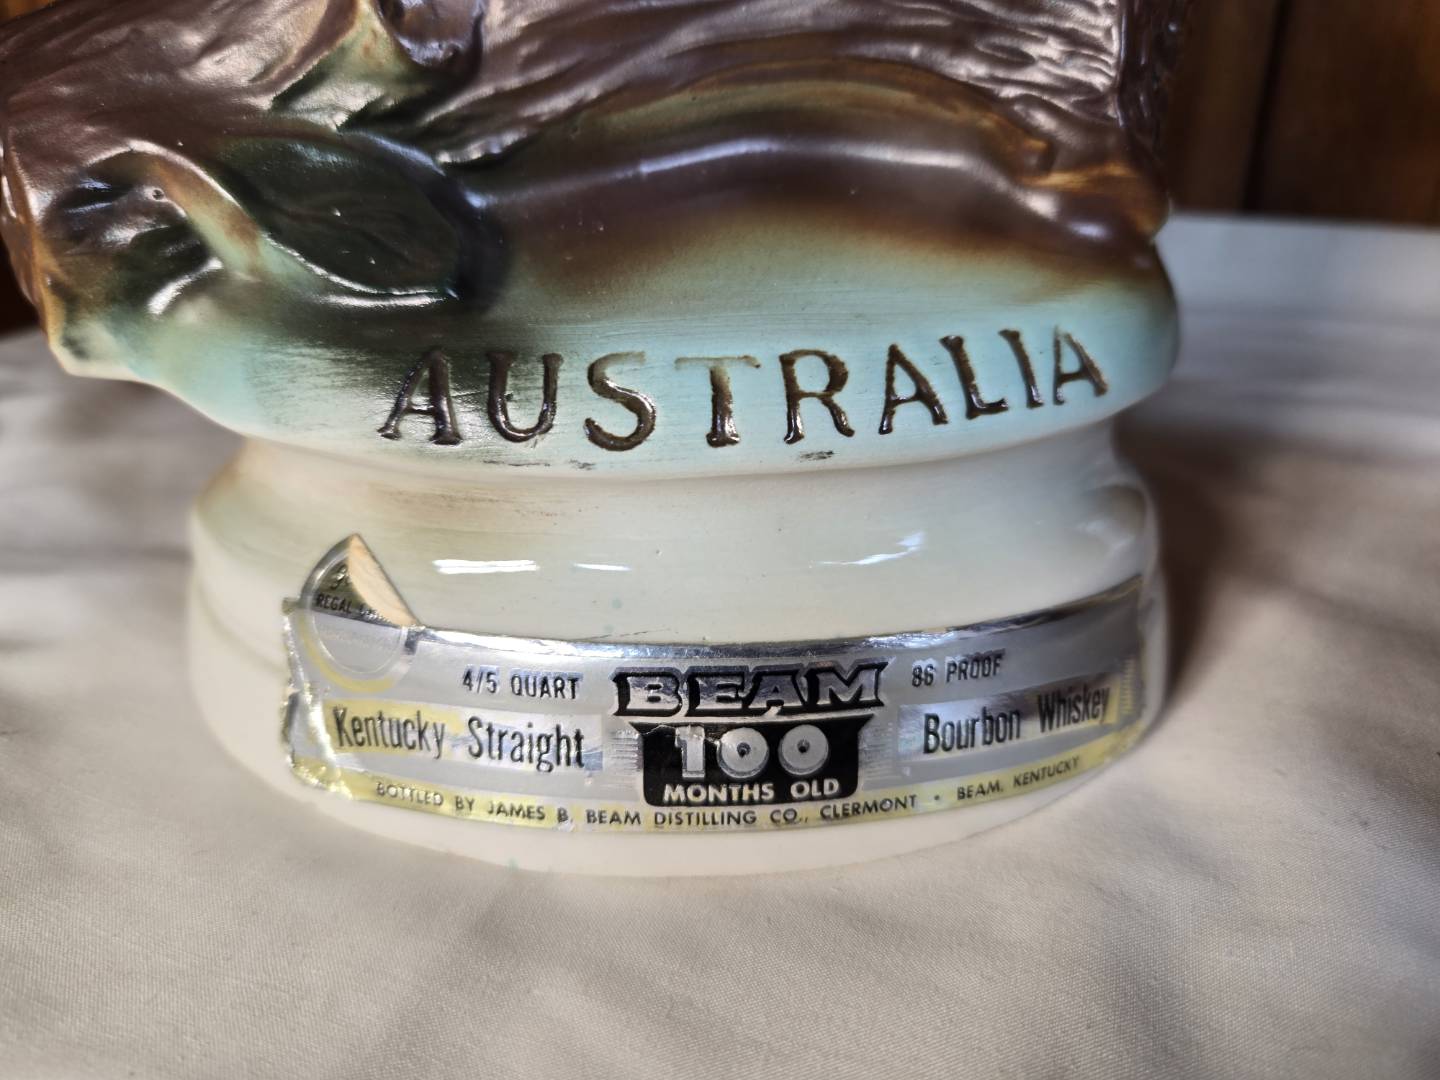 AUSTRALIA
REGAL
4/5 QUART BEAM 86 PROOF
Kentucky Straight 100 Bourbon Whiskey
MONTHS OLD
BOTTLED BY JAMES B. BEAM DISTILLING CO., CLERMONT • BEAM, KENTUCKY